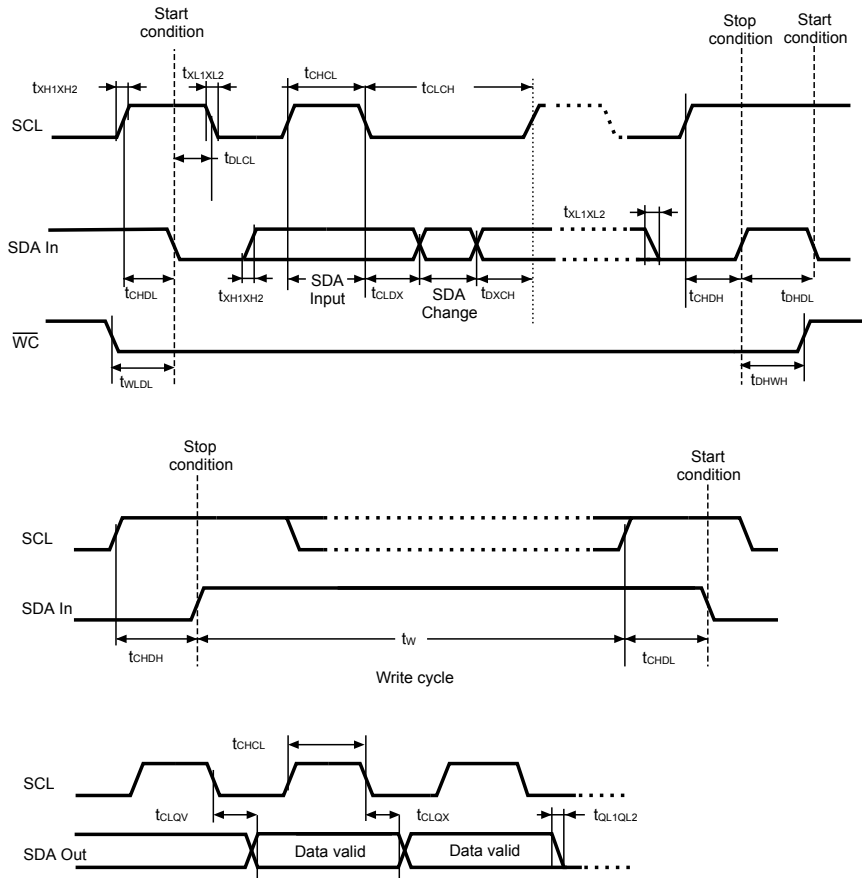 Start
condition
Stop
condition
Start
condition
tXH1XH2
tXL1XL2
tCHCL
tCLCH
SCL
tDLCL
tXL1XL2
SDA In
tCHDL
tXH1XH2
SDA
Input
tCLDX
SDA
Change
tDXCH
tCHDH
tDHDL
WC
tWLDL
tDHWH
Stop
condition
Start
condition
SCL
SDA In
tCHDH
tW
tCHDL
Write cycle
tCHCL
SCL
tCLQV
tCLQX
tQL1QL2
SDA Out
Data valid
Data valid